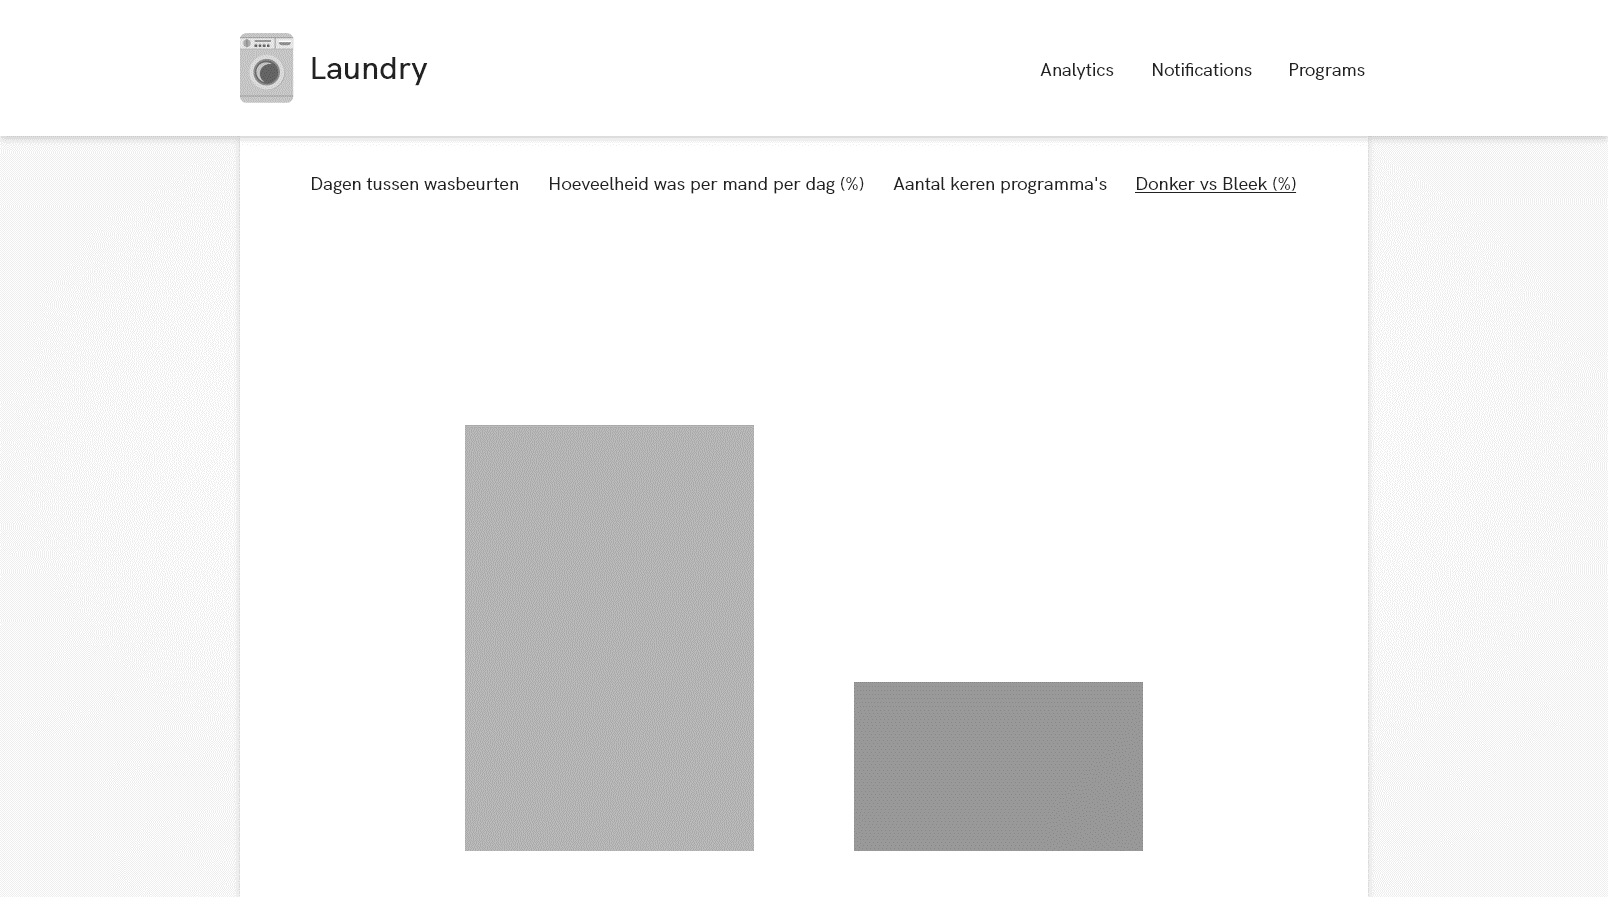 Laundry
Analytics Notifications Programs
Dagen tussen wasbeurten Hoeveelheid was per mand per dag (%) Aantal keren programma's Donker vs Bleek (%)